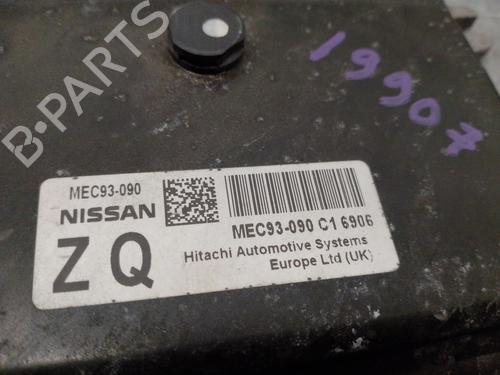 B-Parts
19907
MEC93-090
NISSAN
ZQ
MEC93-090 C1 6906
Hitachi Automotive Systems
Europe Ltd (UK)